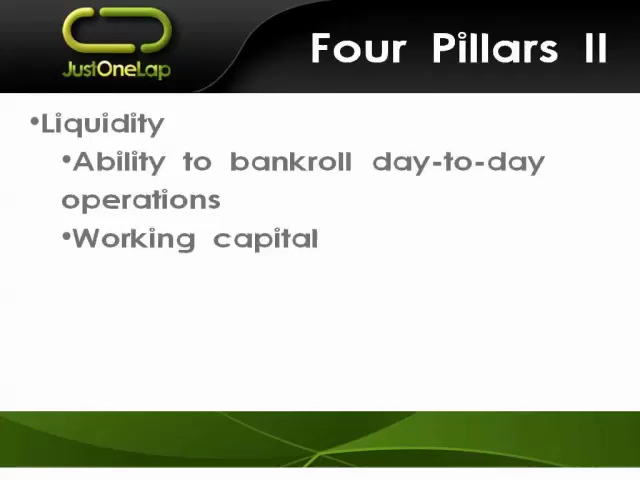 JustOneLap
Four Pillars II
•Liquidity
•Ability to bankroll day-to-day
operations
•Working capital